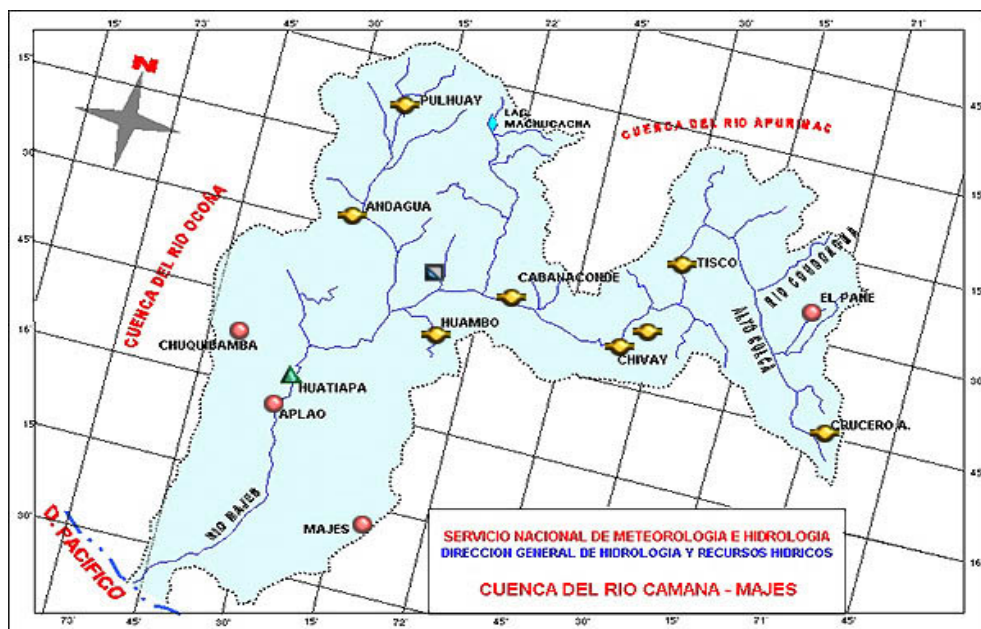 15' 45' 30' 15' 72' 45' 30' 15' 71'
15'
30'
45'
16'
15'
30'
N
PULHUAY
LAG.
MACHUCACHA
CUENCA DEL RIO APURIMAC
CUENCA DEL RIO OCOÑA
ANDAGUA
CABANACONDE
TISCO
EL PAÑE
ALTO COLCA
HUAMBO
CHUQUIBAMBA
CHIVAY
HUATIAPA
APLAO
CRUCERO A.
RIO MAJES
MAJES
O. PACIFICO
SERVICIO NACIONAL DE METEOROLOGIA E HIDROLOGIA
DIRECCION GENERAL DE HIDROLOGIA Y RECURSOS HIDRICOS
CUENCA DEL RIO CAMANA - MAJES
45'
15'
15'
30'
45'
16'
73' 45' 30' 15' 72' 45' 30' 15' 71' 45'